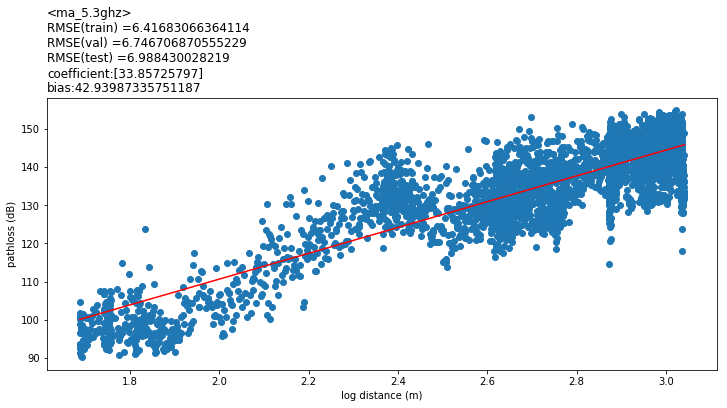 <ma_5.3ghz>
RMSE(train) =6.41683066364114
RMSE(val) =6.746706870555229
RMSE(test) =6.988430028219
coefficient:[33.85725797]
bias:42.93987335751187
150
140
130
120
110
100
90
pathloss (dB)
1.8 2.0 2.2 2.4 2.6 2.8 3.0
log distance (m)